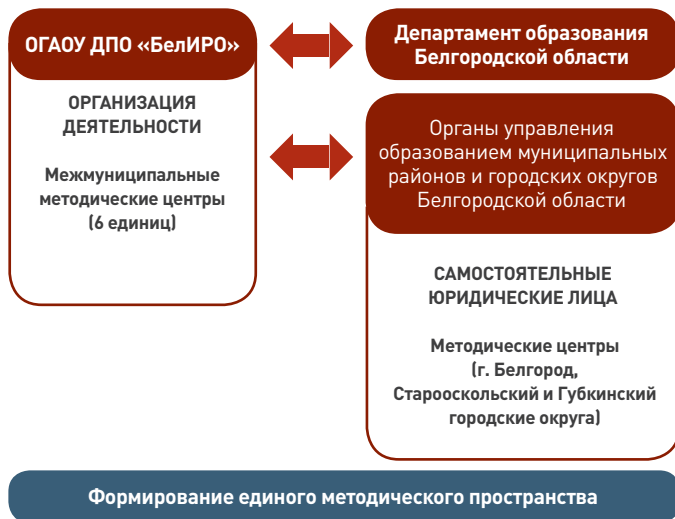 ОГАОУ ДПО «БелИРО»
ОРГАНИЗАЦИЯ
ДЕЯТЕЛЬНОСТИ
Межмуниципальные
методические центры
(6 единиц)
Департамент образования
Белгородской области
Органы управления
образованием муниципальных
районов и городских округов
Белгородской области
САМОСТОЯТЕЛЬНЫЕ
ЮРИДИЧЕСКИЕ ЛИЦА
Методические центры
(г. Белгород,
Старооскольский и Губкинский
городские округа)
Формирование единого методического пространства